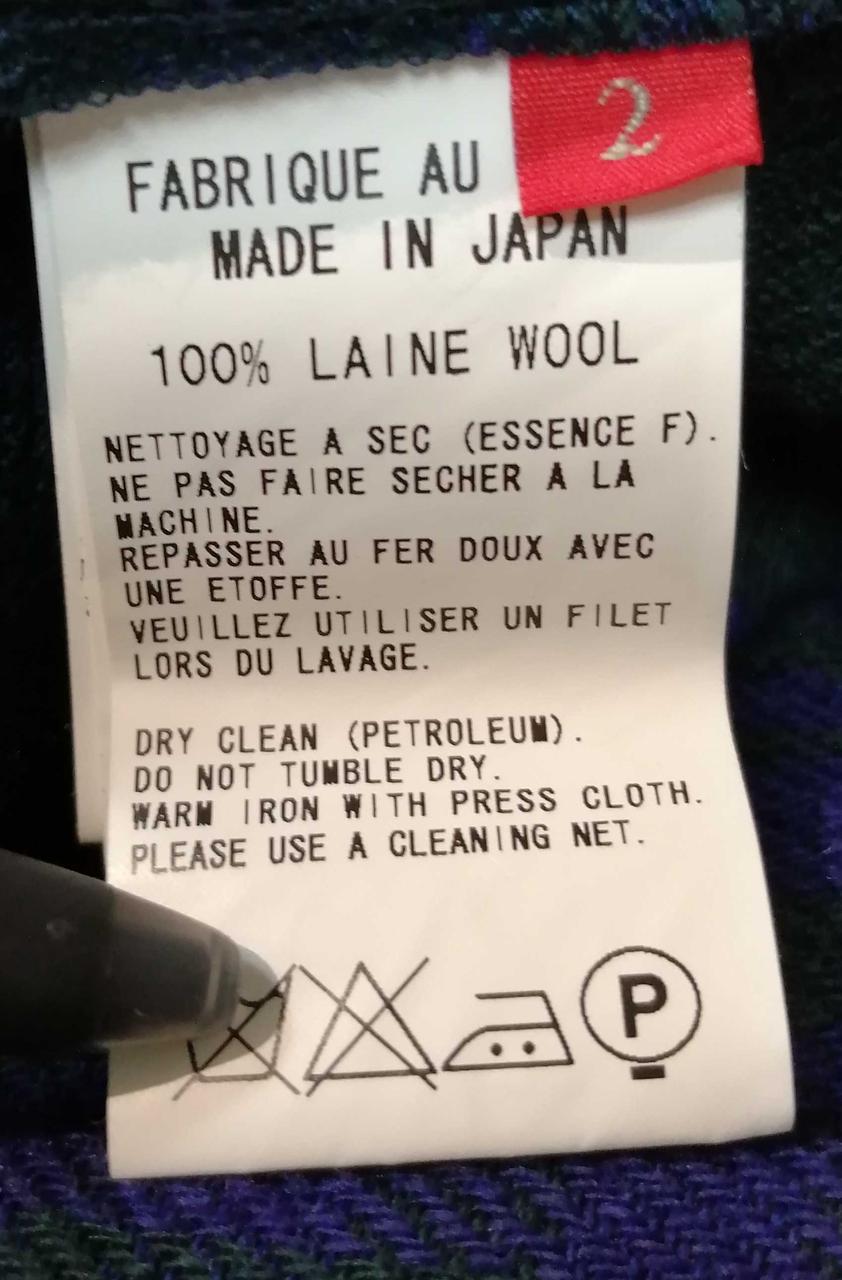 2
FABRIQUE AU
MADE IN JAPAN
100% LAINE WOOL
NETTOYAGE A SEC (ESSENCE F).
NE PAS FAIRE SECHER A LA
MACHINE.
REPASSER AU FER DOUX AVEC
UNE ETOFFE.
VEUILLEZ UTILISER UN FILET
LORS DU LAVAGE.
DRY CLEAN (PETROLEUM).
DO NOT TUMBLE DRY.
WARM IRON WITH PRESS CLOTH.
PLEASE USE A CLEANING NET.
P